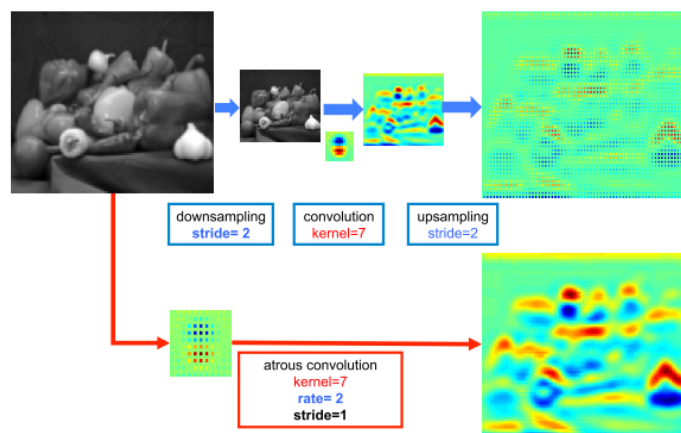 downsampling
stride= 2
convolution
kernel=7
upsampling
stride=2
atrous convolution
kernel=7
rate= 2
stride=1